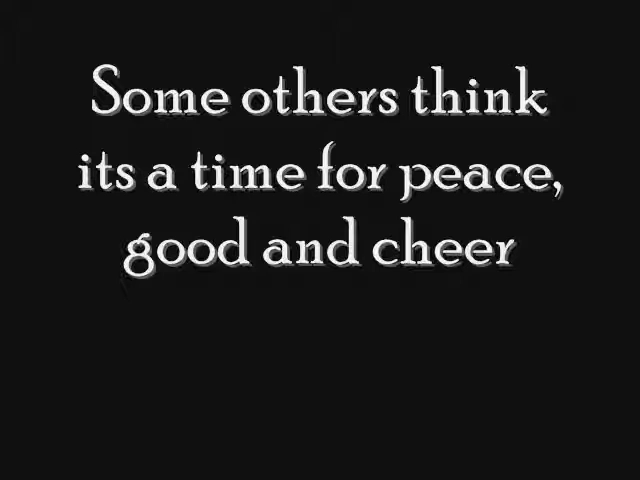 Some others think
its a time for peace,
good and cheer